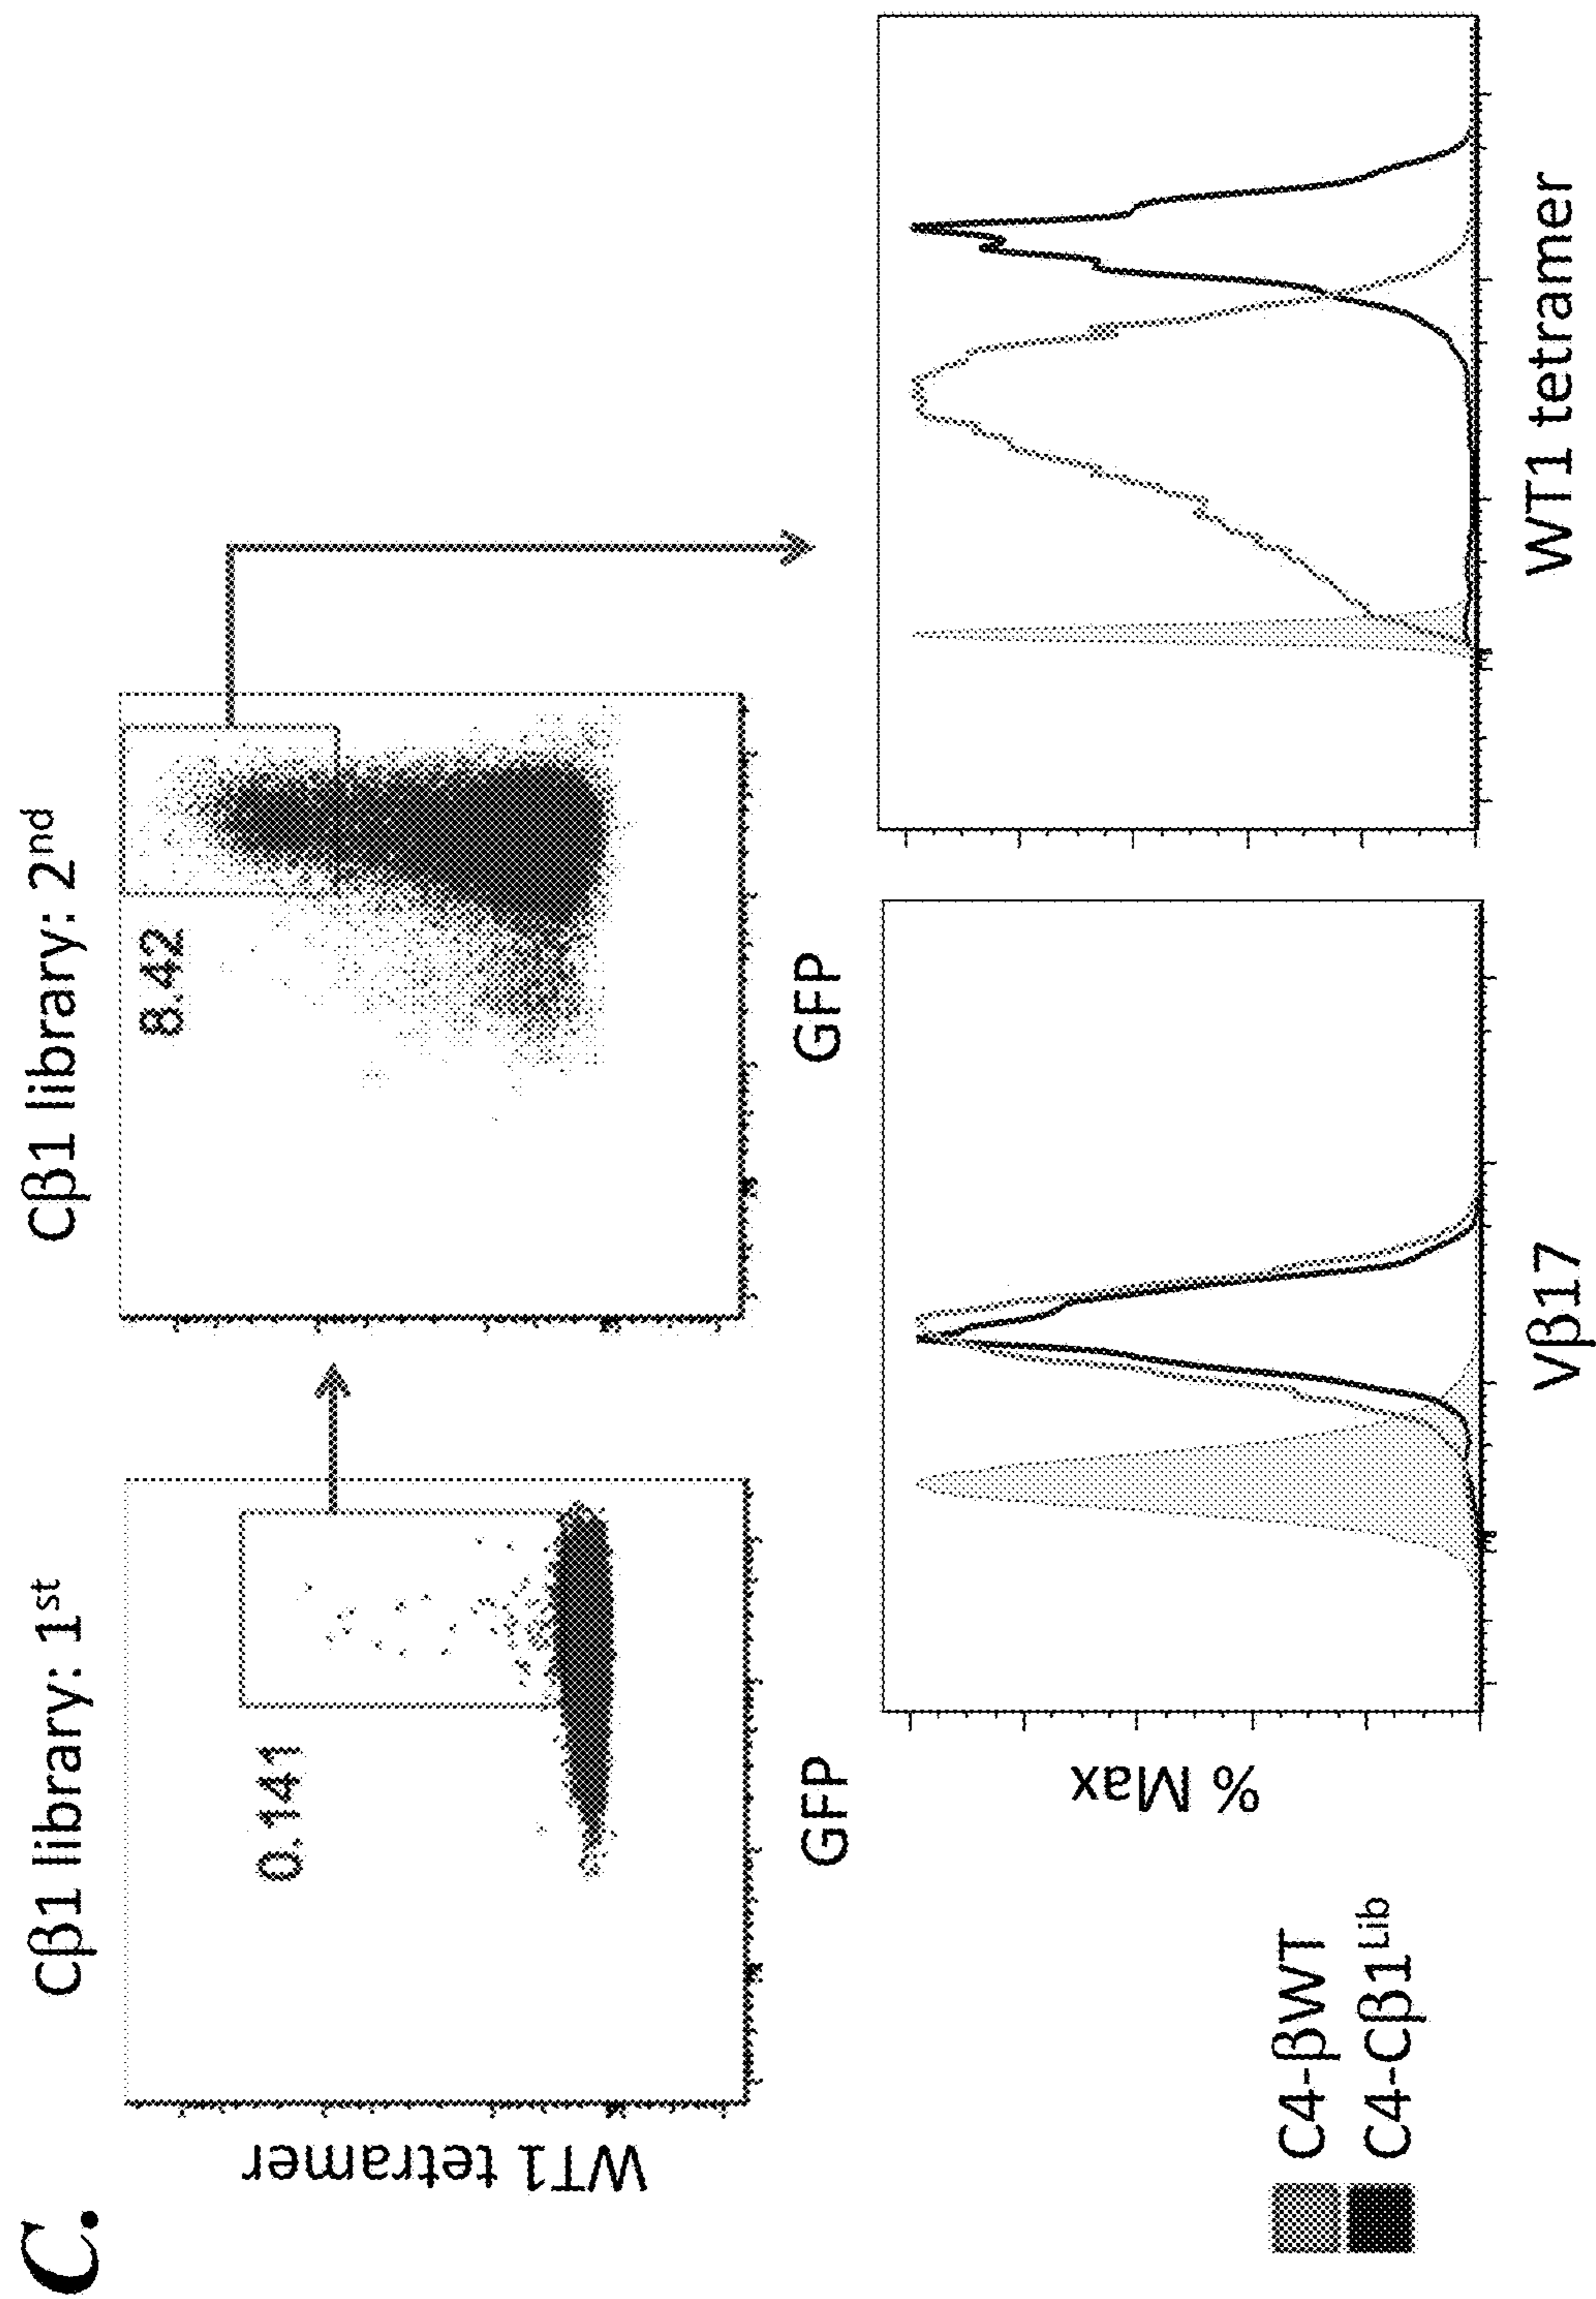 C.
Cβ1 library: 1st
Cβ1 library: 2nd
WT1 tetramer
0.141
8.42
GFP
GFP
C4-βWT
C4-Cβ1Lib
% Max
Vβ17
WT1 tetramer